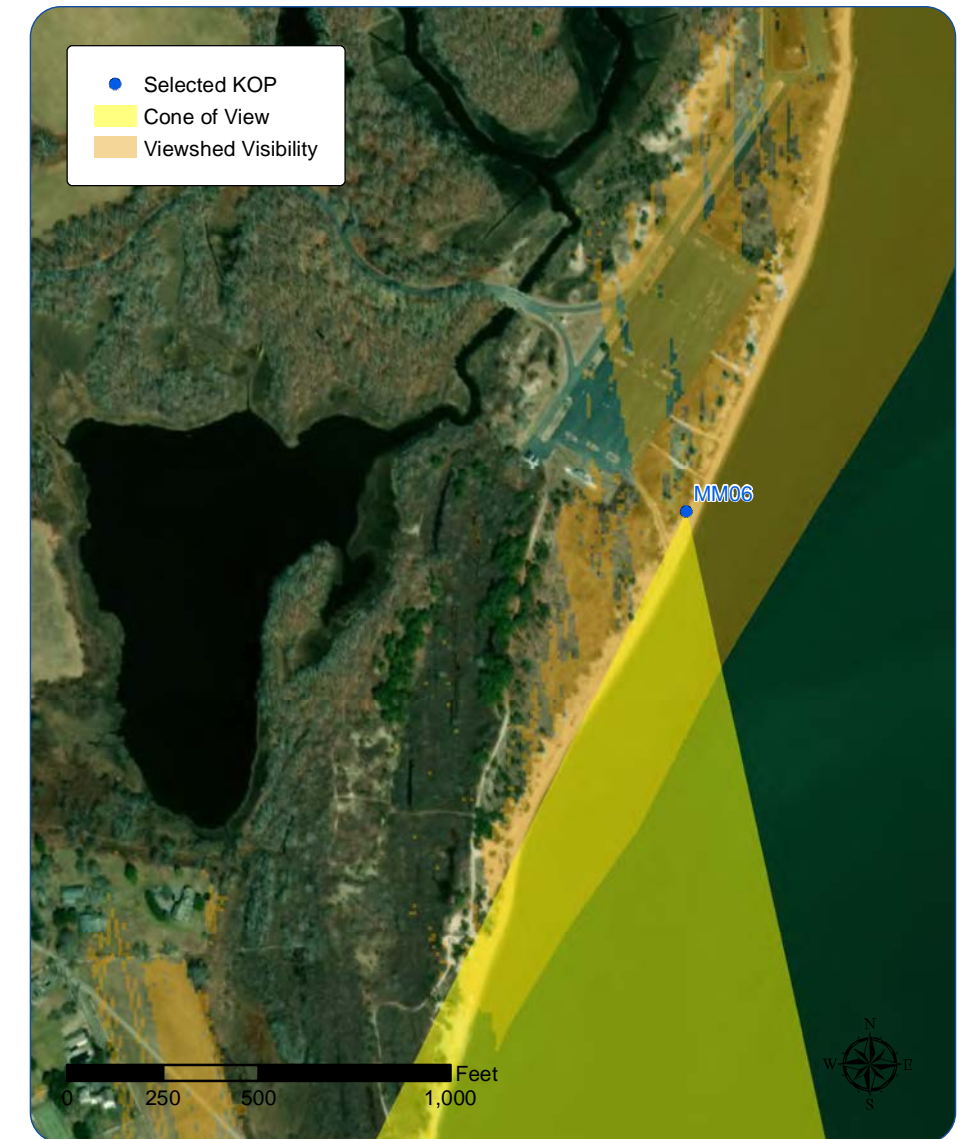 Selected KOP
Cone of View
Viewshed Visibility
MM06
N
W E
S
Feet
0 250 500 1,000